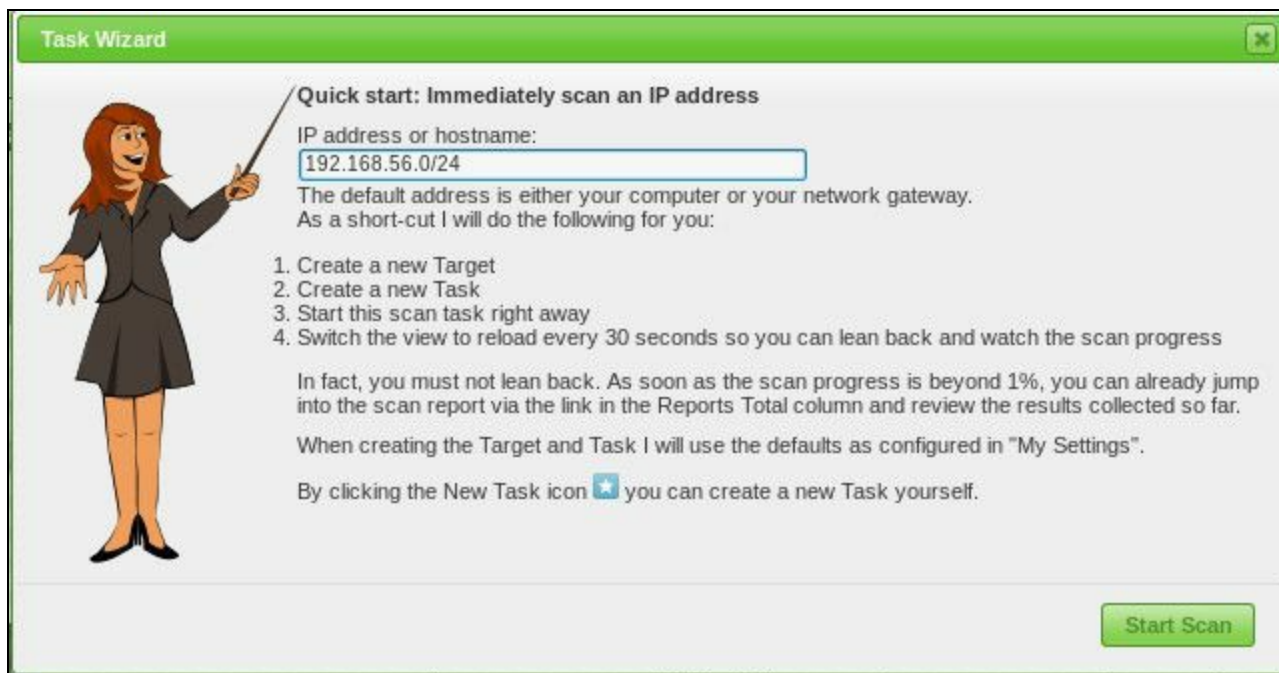 Task Wizard
Quick start: Immediately scan an IP address
IP address or hostname:
192.168.56.0/24
The default address is either your computer or your network gateway.
As a short-cut I will do the following for you:
1. Create a new Target
2. Create a new Task
3. Start this scan task right away
4. Switch the view to reload every 30 seconds so you can lean back and watch the scan progress
In fact, you must not lean back. As soon as the scan progress is beyond 1%, you can already jump
into the scan report via the link in the Reports Total column and review the results collected so far.
When creating the Target and Task I will use the defaults as configured in "My Settings".
By clicking the New Task icon you can create a new Task yourself.
Start Scan